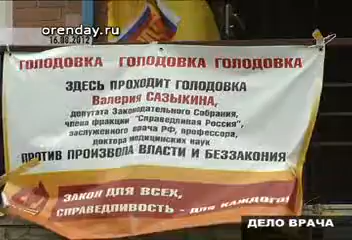 orenday.ru
16.08.2012
ГОЛОДОВКА ГОЛОДОВКА ГОЛОДОВКА
ЗДЕСЬ ПРОХОДИТ ГОЛОДОВКА
Валерия САЗЫКИНА,
депутата Законодательного Собрания,
члена фракции "Справедливая Россия",
заслуженного врача РФ, профессора,
доктора медицинских наук
ПРОТИВ ПРОИЗВОЛА ВЛАСТИ И БЕЗЗАКОНИЯ
ЗАКОН ДЛЯ ВСЕХ,
СПРАВЕДЛИВОСТЬ - ДЛЯ КАЖДОГО!
ДЕЛО ВРАЧА